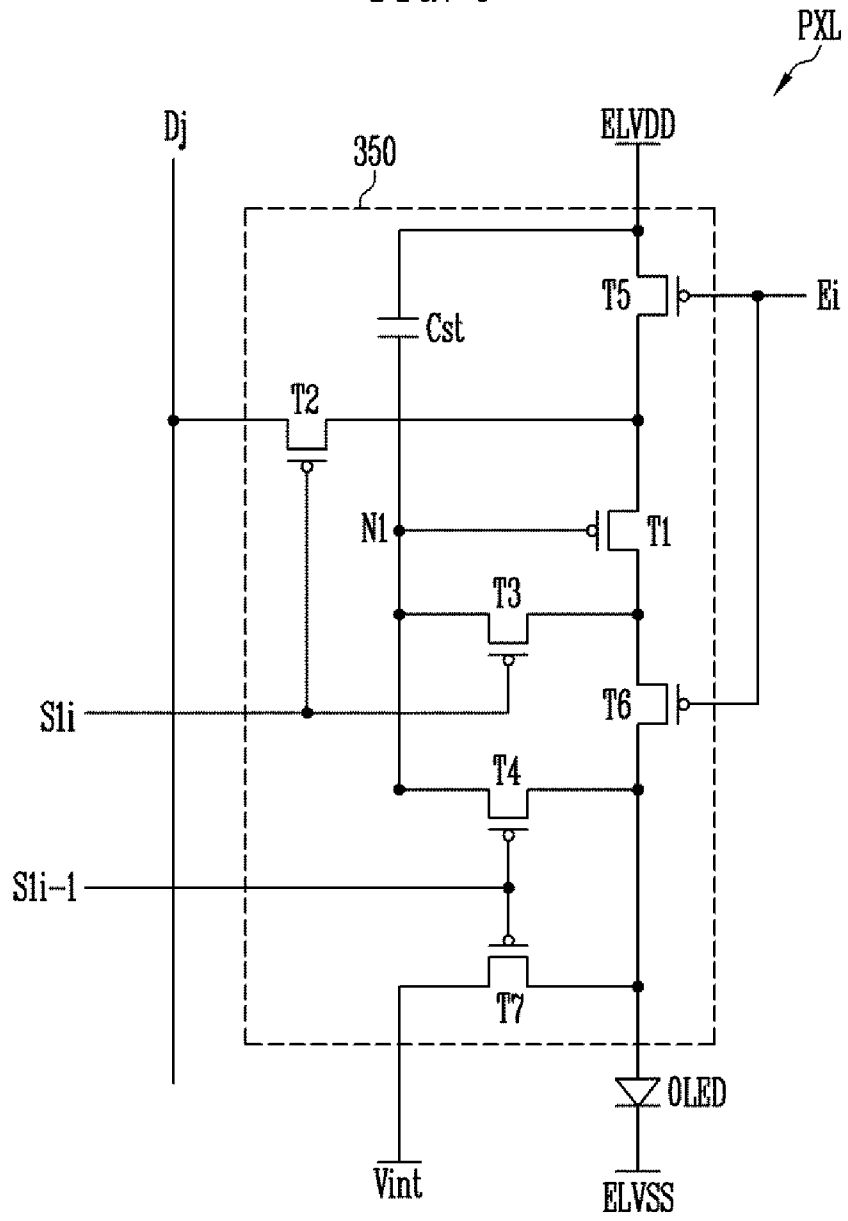 PXL
Dj
ELVDD
350
T5
Ei
Cst
T2
N1
T1
T3
S1i
T6
T4
S1i-1
T7
OLED
Vint
ELVSS